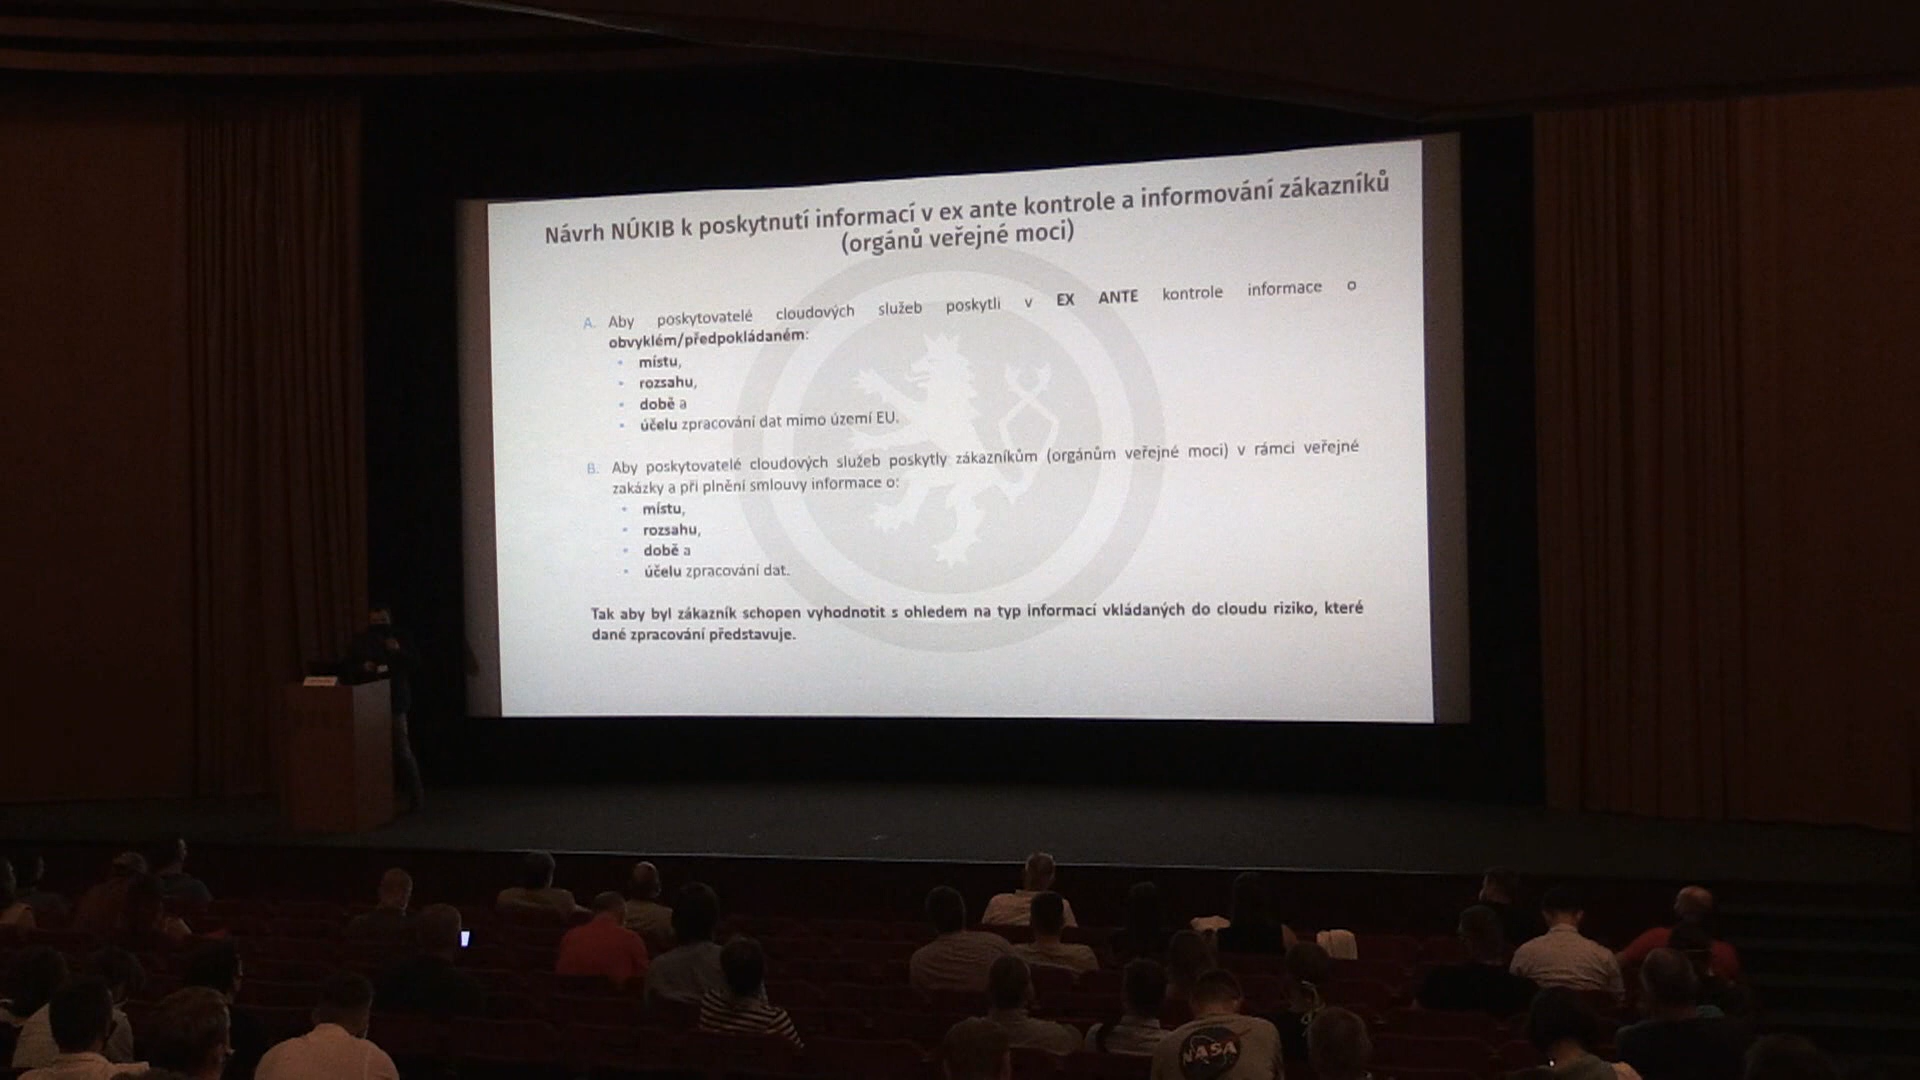 Návrh NÚKIB k poskytnutí informací v ex ante kontrole a informování zákazníků
(orgánů veřejné moci)
A. Aby poskytovatelé cloudových služeb poskytli v EX ANTE kontrole informace o
obvyklém/předpokládaném:
• místu,
• rozsahu,
• době a
• účelu zpracování dat mimo území EU.
B. Aby poskytovatelé cloudových služeb poskytly zákazníkům (orgánům veřejné moci) v rámci veřejné
zakázky a při plnění smlouvy informace o:
• místu,
• rozsahu,
• době a
• účelu zpracování dat.
Tak aby byl zákazník schopen vyhodnotit s ohledem na typ informací vkládaných do cloudu riziko, které
dané zpracování představuje.
NASA